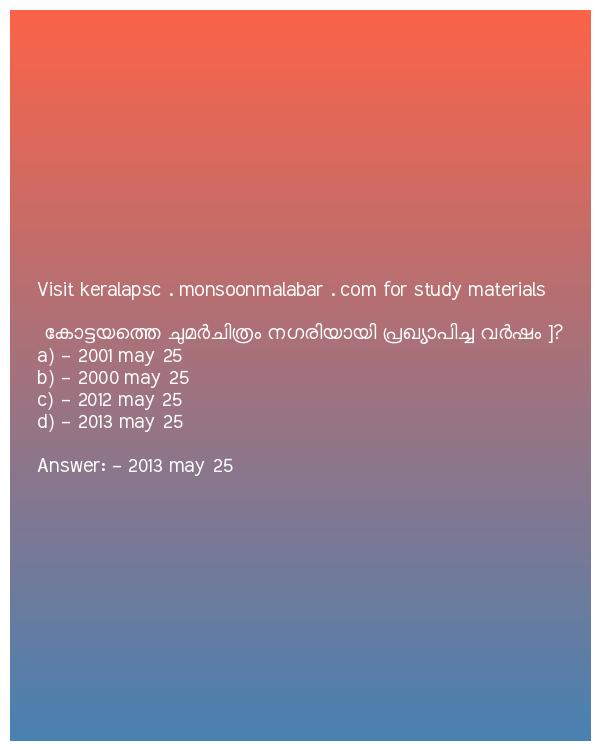 Visit keralapsc . monsoonmalabar . com for study materials
കോട്ടയത്തെ ചുമർചിത്രം നഗരിയായി പ്രഖ്യാപിച്ച വർഷം ]?
a) - 2001 may 25
b) - 2000 may 25
c) - 2012 may 25
d) - 2013 may 25
Answer: - 2013 may 25